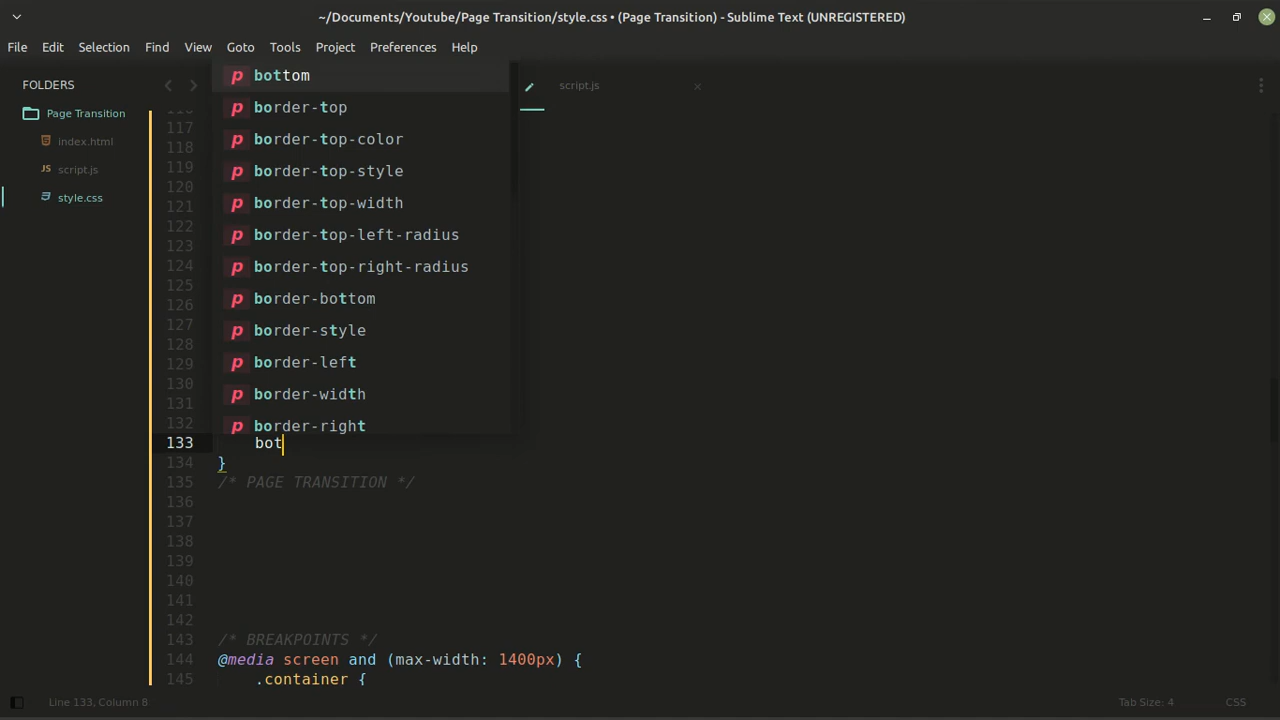 ~/Documents/Youtube/Page Transition/style.css • (Page Transition) - Sublime Text (UNREGISTERED)
File Edit Selection Find View Goto Tools Project Preferences Help
FOLDERS
Page Transition
index.html
JS script.js
style.css
script.js
p bottom
p border-top
p border-top-color
p border-top-style
p border-top-width
p border-top-left-radius
p border-top-right-radius
p border-bottom
p border-style
p border-left
p border-width
p border-right
117
118
119
120
121
122
123
124
125
126
127
128
129
130
131
132
133 bot
134 }
135 /* PAGE TRANSITION */
136
137
138
139
140
141
142
143 /* BREAKPOINTS */
144 @media screen and (max-width: 1400px) {
145 .container {
Line 133, Column 8
Tab Size: 4
CSS